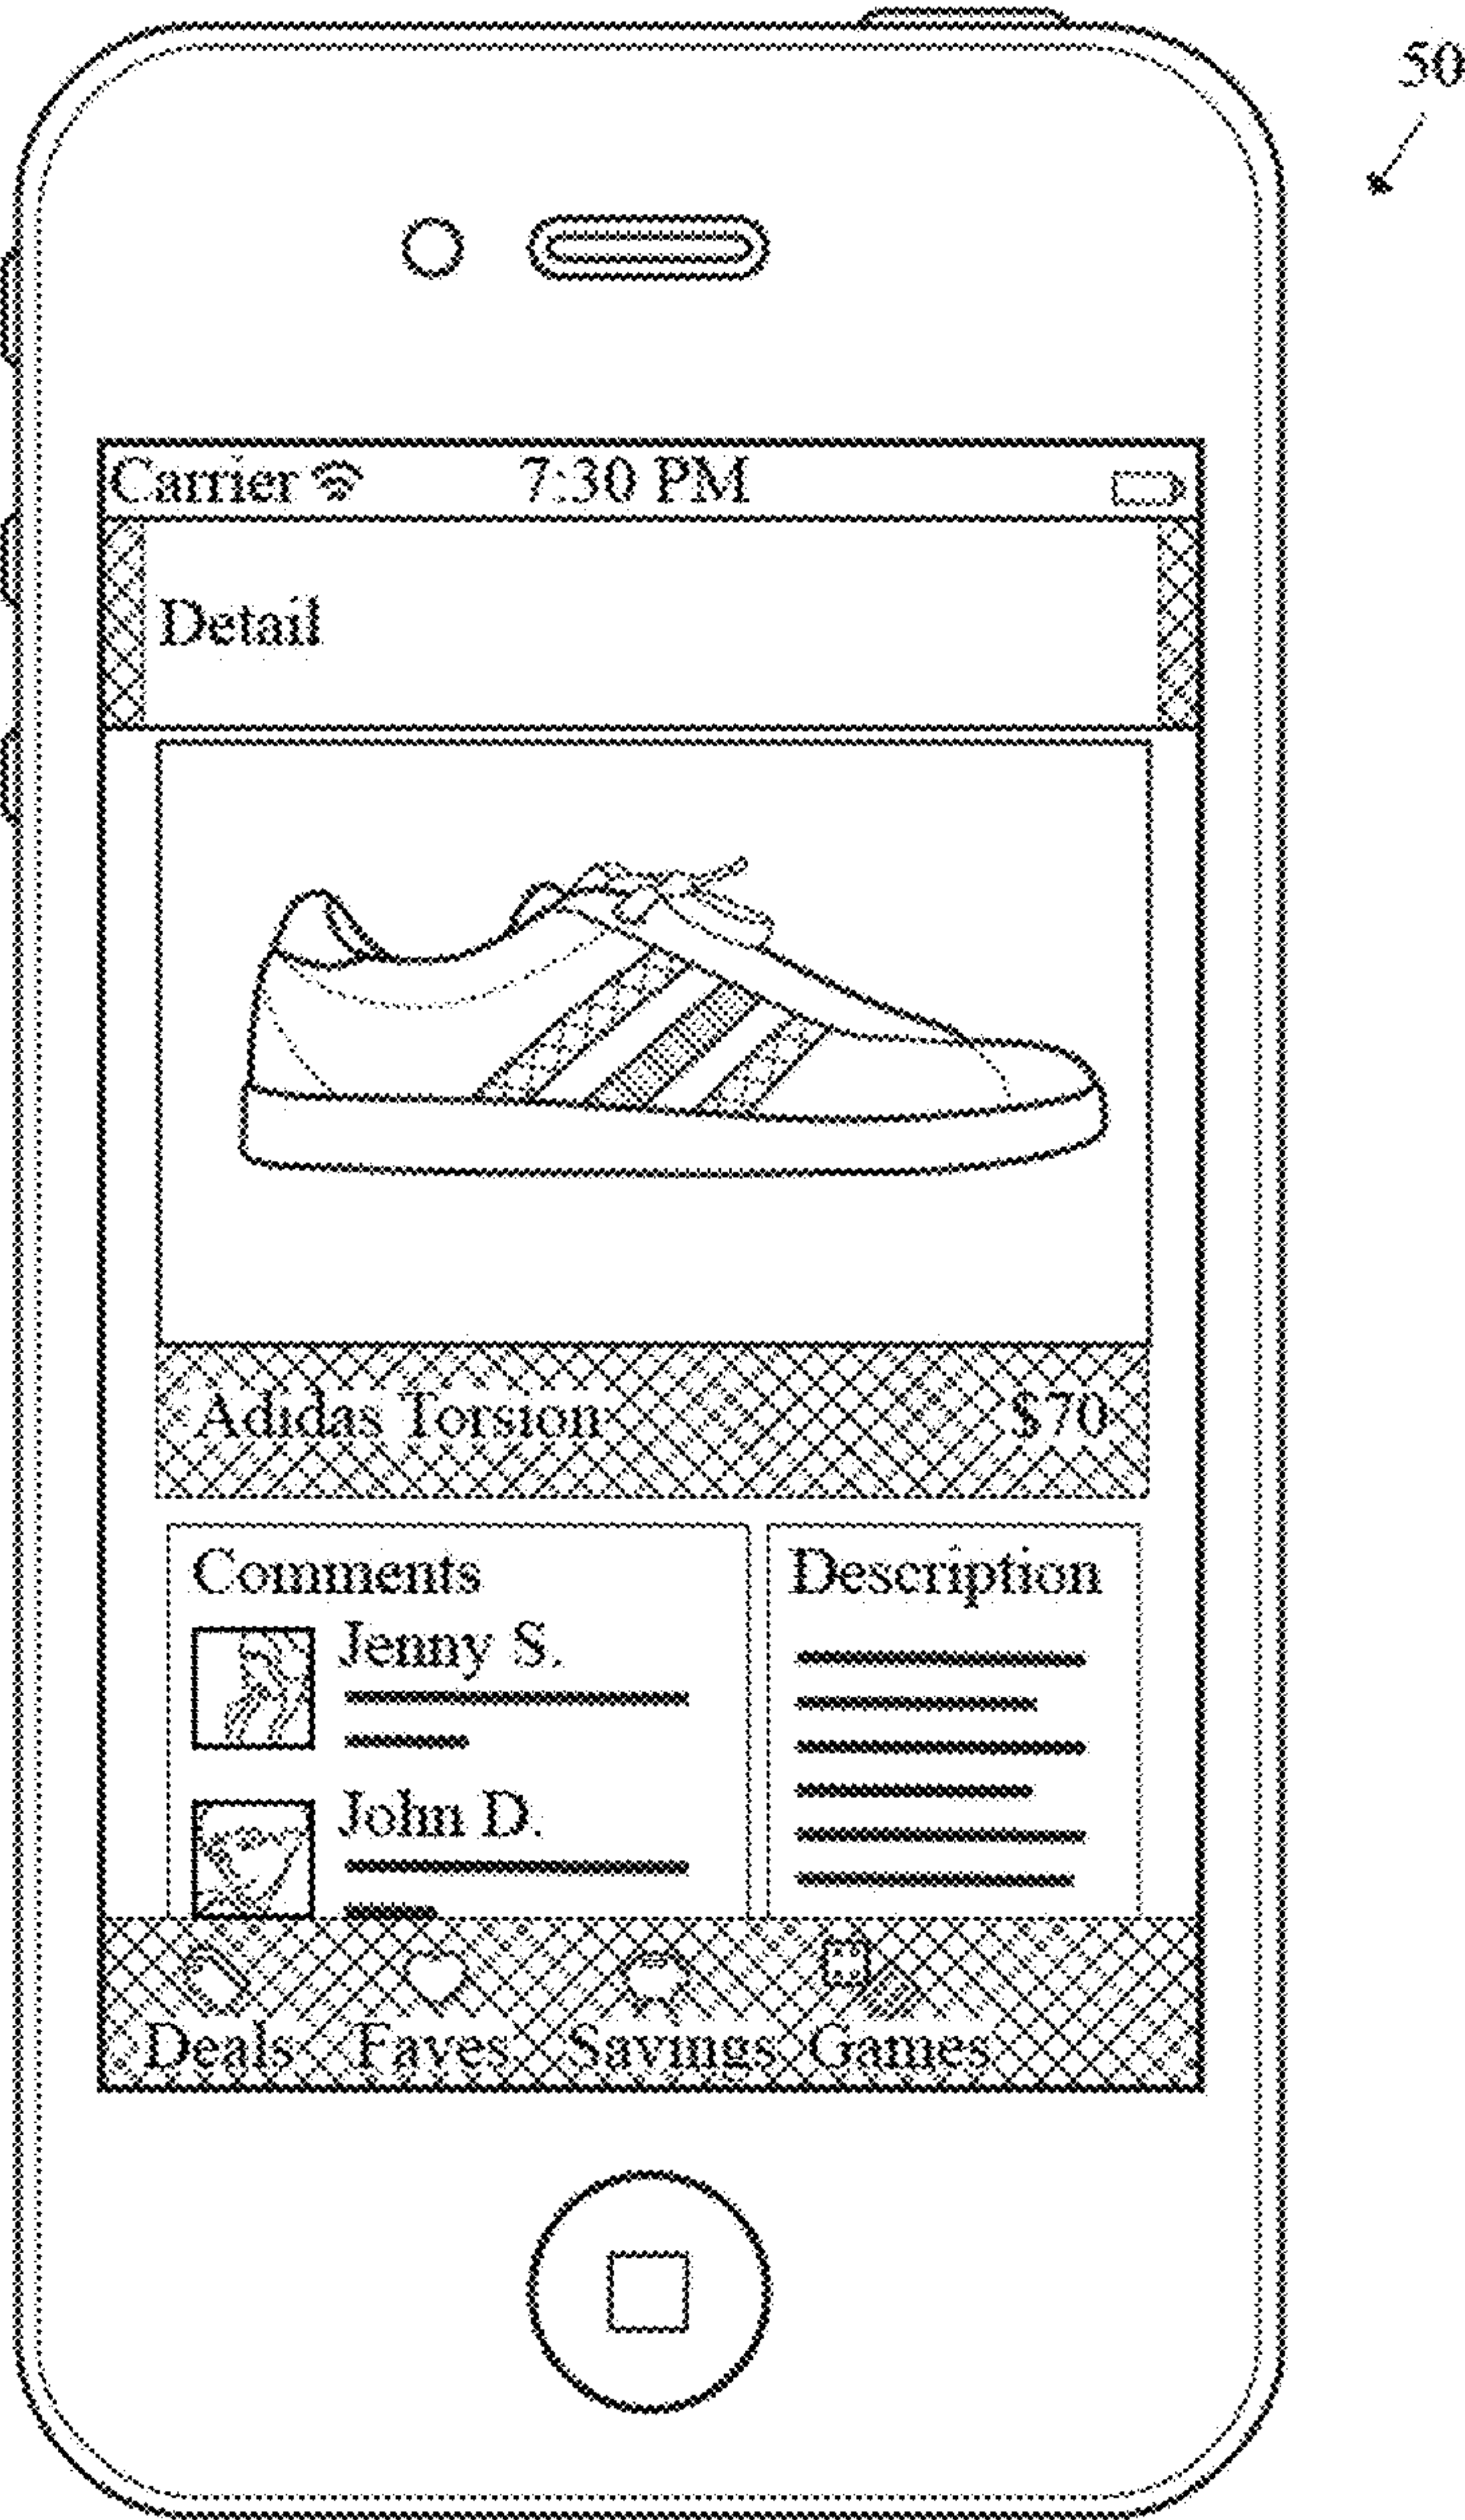 50
Carrier 7:30 PM
Detail
Adidas Torsion $70
Comments
Description
Jenny S.
John D.
Deals Faves Savings Games